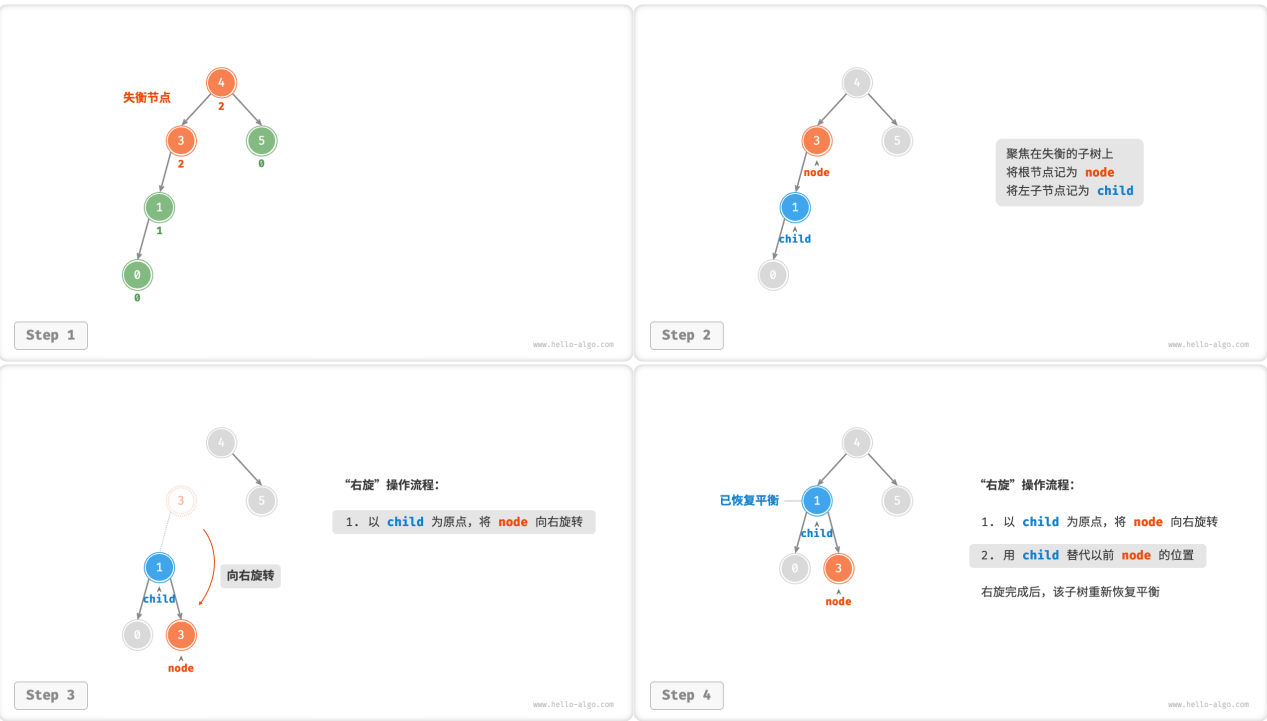 4
失衡节点
2
3
5
2
0
1
1
0
0
Step 1
www.hello-algo.com
4
3
5
node
1
child
0
聚焦在失衡的子树上
将根节点记为 node
将左子节点记为 child
Step 2
www.hello-algo.com
4
3
5
1
child
向右旋转
0
3
node
“右旋”操作流程：
1. 以 child 为原点，将 node 向右旋转
Step 3
www.hello-algo.com
4
已恢复平衡
1
5
child
0
3
node
“右旋”操作流程：
1. 以 child 为原点，将 node 向右旋转
2. 用 child 替代以前 node 的位置
右旋完成后，该子树重新恢复平衡
Step 4
www.hello-algo.com